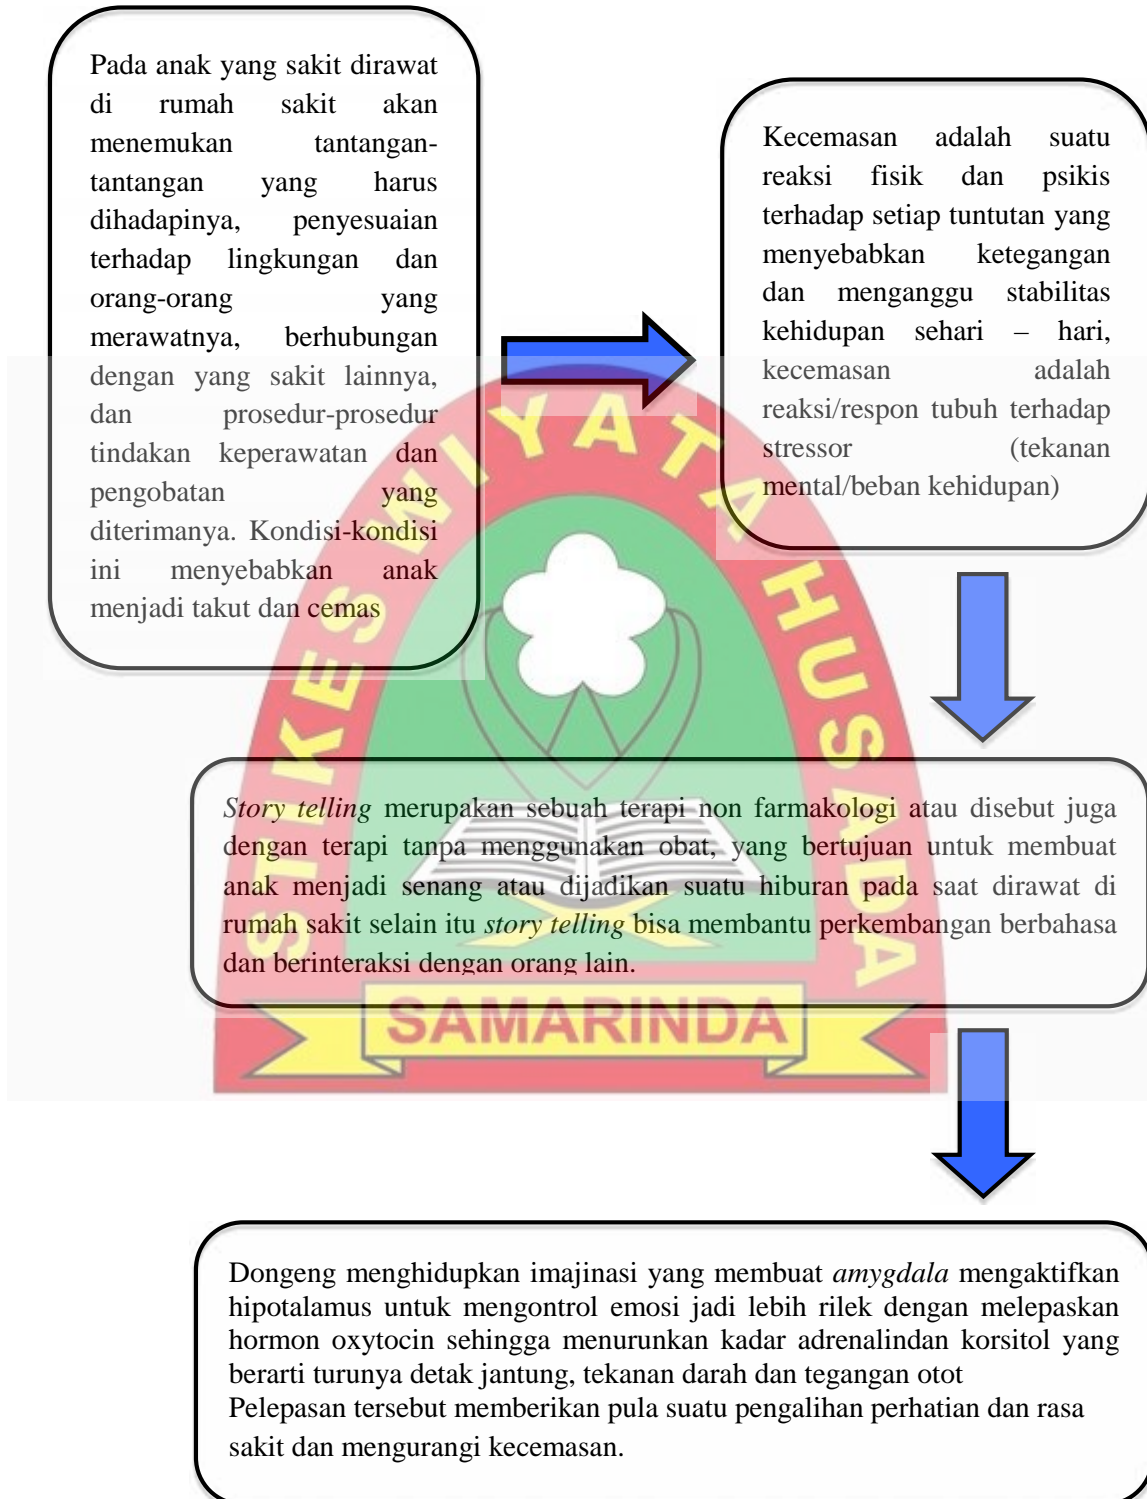 Pada anak yang sakit dirawat
di rumah sakit akan
menemukan tantangan-
tantangan yang harus
dihadapinya, penyesuaian
terhadap lingkungan dan
orang-orang yang
merawatnya, berhubungan
dengan yang sakit lainnya,
dan prosedur-prosedur
tindakan keperawatan dan
pengobatan yang
diterimanya. Kondisi-kondisi
ini menyebabkan anak
menjadi takut dan cemas
Kecemasan adalah suatu
reaksi fisik dan psikis
terhadap setiap tuntutan yang
menyebabkan ketegangan
dan menganggu stabilitas
kehidupan sehari – hari,
kecemasan adalah
reaksi/respon tubuh terhadap
stressor (tekanan
mental/beban kehidupan)
STIKES WIYATA HUSADA
Story telling merupakan sebuah terapi non farmakologi atau disebut juga
dengan terapi tanpa menggunakan obat, yang bertujuan untuk membuat
anak menjadi senang atau dijadikan suatu hiburan pada saat dirawat di
rumah sakit selain itu story telling bisa membantu perkembangan berbahasa
dan berinteraksi dengan orang lain.
SAMARINDA
Dongeng menghidupkan imajinasi yang membuat amygdala mengaktifkan
hipotalamus untuk mengontrol emosi jadi lebih rilek dengan melepaskan
hormon oxytocin sehingga menurunkan kadar adrenalindan korsitol yang
berarti turunya detak jantung, tekanan darah dan tegangan otot
Pelepasan tersebut memberikan pula suatu pengalihan perhatian dan rasa
sakit dan mengurangi kecemasan.